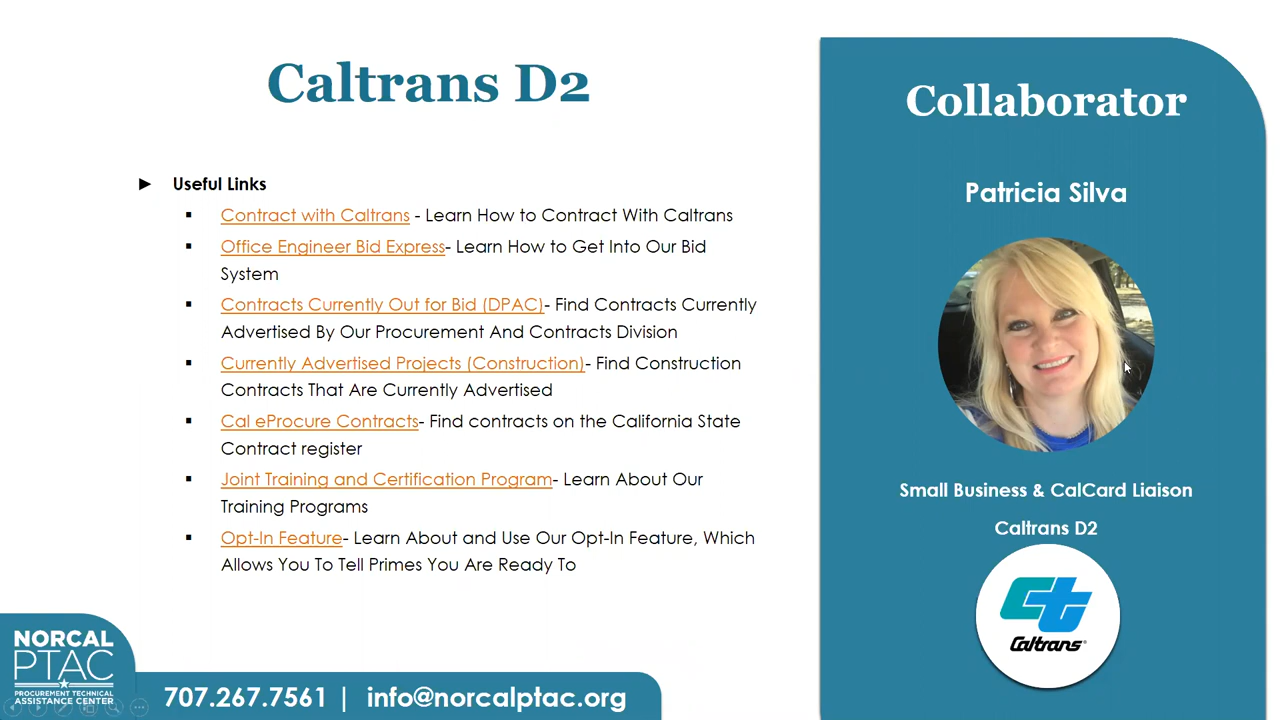 Caltrans D2
Useful Links
Contract with Caltrans - Learn How to Contract With Caltrans
Office Engineer Bid Express- Learn How to Get Into Our Bid
System
Contracts Currently Out for Bid (DPAC)- Find Contracts Currently
Advertised By Our Procurement And Contracts Division
Currently Advertised Projects (Construction)- Find Construction
Contracts That Are Currently Advertised
Cal eProcure Contracts- Find contracts on the California State
Contract register
Joint Training and Certification Program- Learn About Our
Training Programs
Opt-In Feature- Learn About and Use Our Opt-In Feature, Which
Allows You To Tell Primes You Are Ready To
Collaborator
Patricia Silva
Small Business & CalCard Liaison
Caltrans D2
Caltrans®
NORCAL
PTAC
PROCUREMENT TECHNICAL
ASSISTANCE CENTER
707.267.7561 | info@norcalptac.org